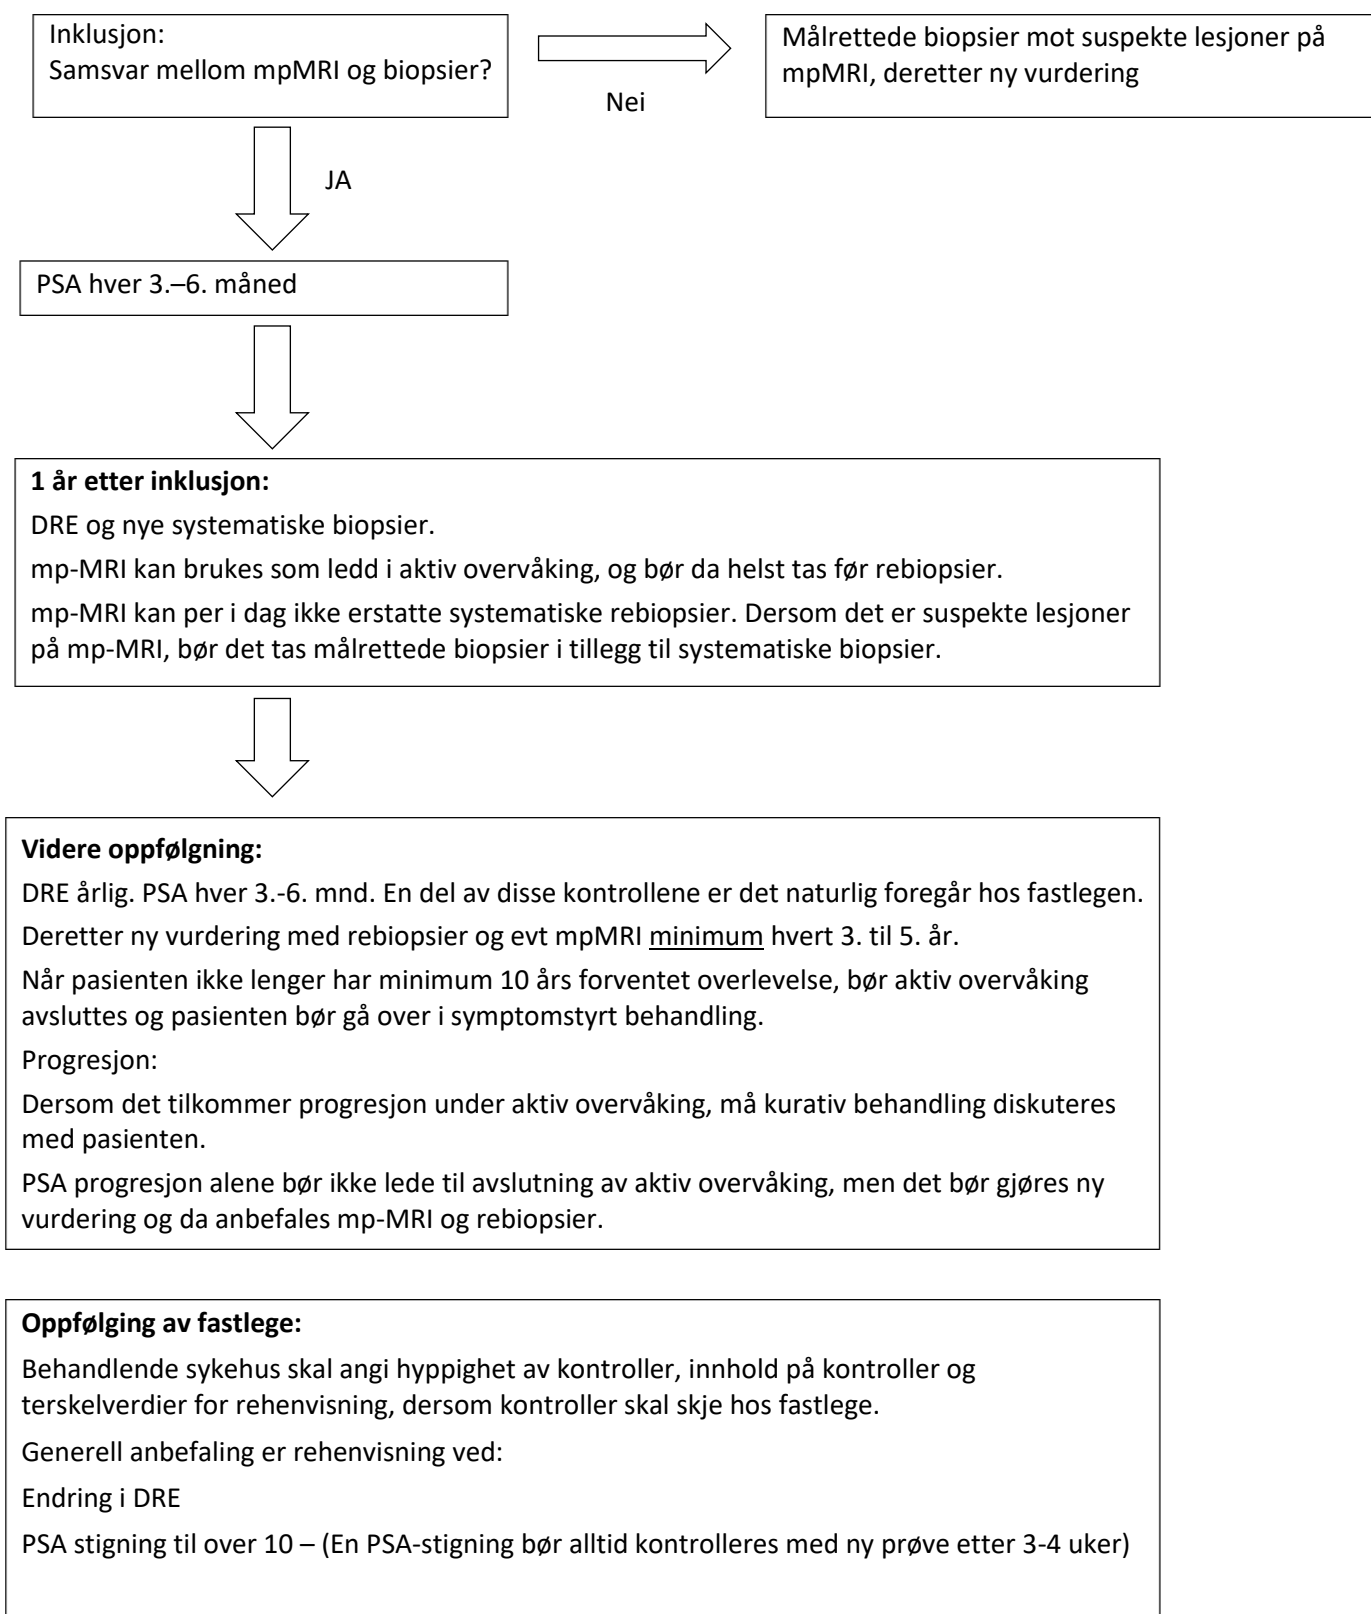 Inklusjon:
Samsvar mellom mpMRI og biopsier?
Målrettede biopsier mot suspekte lesjoner på
mpMRI, deretter ny vurdering
Nei
JA
PSA hver 3.–6. måned
1 år etter inklusjon:
DRE og nye systematiske biopsier.
mp-MRI kan brukes som ledd i aktiv overvåking, og bør da helst tas før rebiopsier.
mp-MRI kan per i dag ikke erstatte systematiske rebiopsier. Dersom det er suspekte lesjoner
på mp-MRI, bør det tas målrettede biopsier i tillegg til systematiske biopsier.
Videre oppfølgning:
DRE årlig. PSA hver 3.-6. mnd. En del av disse kontrollene er det naturlig foregår hos fastlegen.
Deretter ny vurdering med rebiopsier og evt mpMRI minimum hvert 3. til 5. år.
Når pasienten ikke lenger har minimum 10 års forventet overlevelse, bør aktiv overvåking
avsluttes og pasienten bør gå over i symptomstyrt behandling.
Progresjon:
Dersom det tilkommer progresjon under aktiv overvåking, må kurativ behandling diskuteres
med pasienten.
PSA progresjon alene bør ikke lede til avslutning av aktiv overvåking, men det bør gjøres ny
vurdering og da anbefales mp-MRI og rebiopsier.
Oppfølging av fastlege:
Behandlende sykehus skal angi hyppighet av kontroller, innhold på kontroller og
terskelverdier for rehenvisning, dersom kontroller skal skje hos fastlege.
Generell anbefaling er rehenvisning ved:
Endring i DRE
PSA stigning til over 10 – (En PSA-stigning bør alltid kontrolleres med ny prøve etter 3-4 uker)